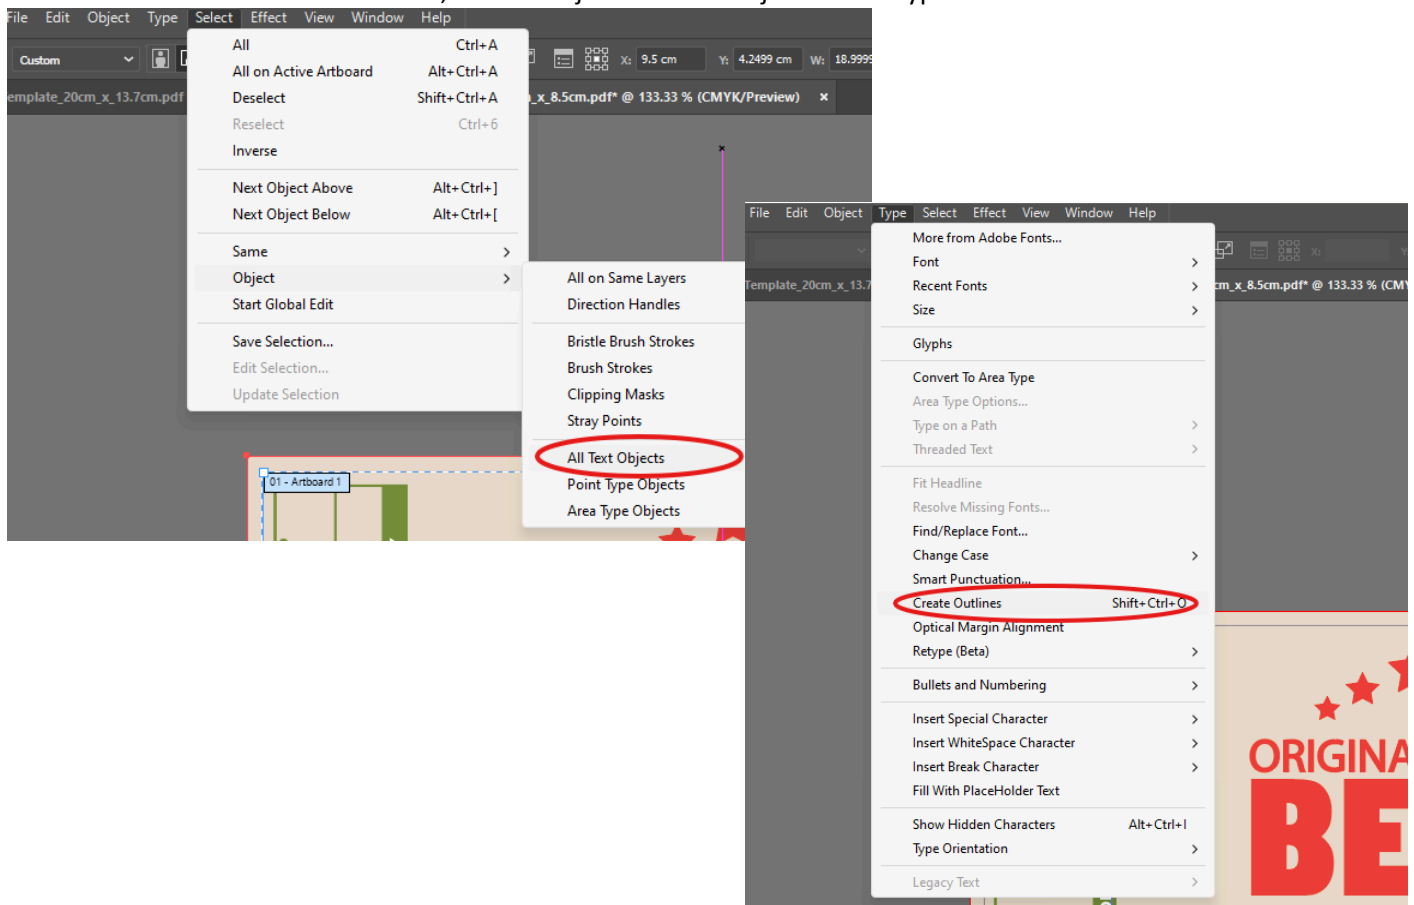 File Edit Object Type Select Effect View Window Help
Custom
X: 9.5 cm Y: 4.2499 cm W: 18.9999
emplate_20cm_x_13.7cm.pdf
_x_8.5cm.pdf* @ 133.33 % (CMYK/Preview) ×
All Ctrl+A
All on Active Artboard Alt+Ctrl+A
Deselect Shift+Ctrl+A
Reselect Ctrl+6
Inverse
Next Object Above Alt+Ctrl+]
Next Object Below Alt+Ctrl+[
Same
Object
Start Global Edit
Save Selection...
Edit Selection...
Update Selection
All on Same Layers
Direction Handles
Bristle Brush Strokes
Brush Strokes
Clipping Masks
Stray Points
All Text Objects
Point Type Objects
Area Type Objects
01 - Artboard 1
File Edit Object Type Select Effect View Window Help
X:
Template_20cm_x_13.7
cm_x_8.5cm.pdf* @ 133.33 % (CMY
More from Adobe Fonts...
Font
Recent Fonts
Size
Glyphs
Convert To Area Type
Area Type Options...
Type on a Path
Threaded Text
Fit Headline
Resolve Missing Fonts...
Find/Replace Font...
Change Case
Smart Punctuation...
Create Outlines Shift+Ctrl+O
Optical Margin Alignment
Retype (Beta)
Bullets and Numbering
Insert Special Character
Insert WhiteSpace Character
Insert Break Character
Fill With PlaceHolder Text
Show Hidden Characters Alt+Ctrl+I
Type Orientation
Legacy Text
ORIGINA
BE